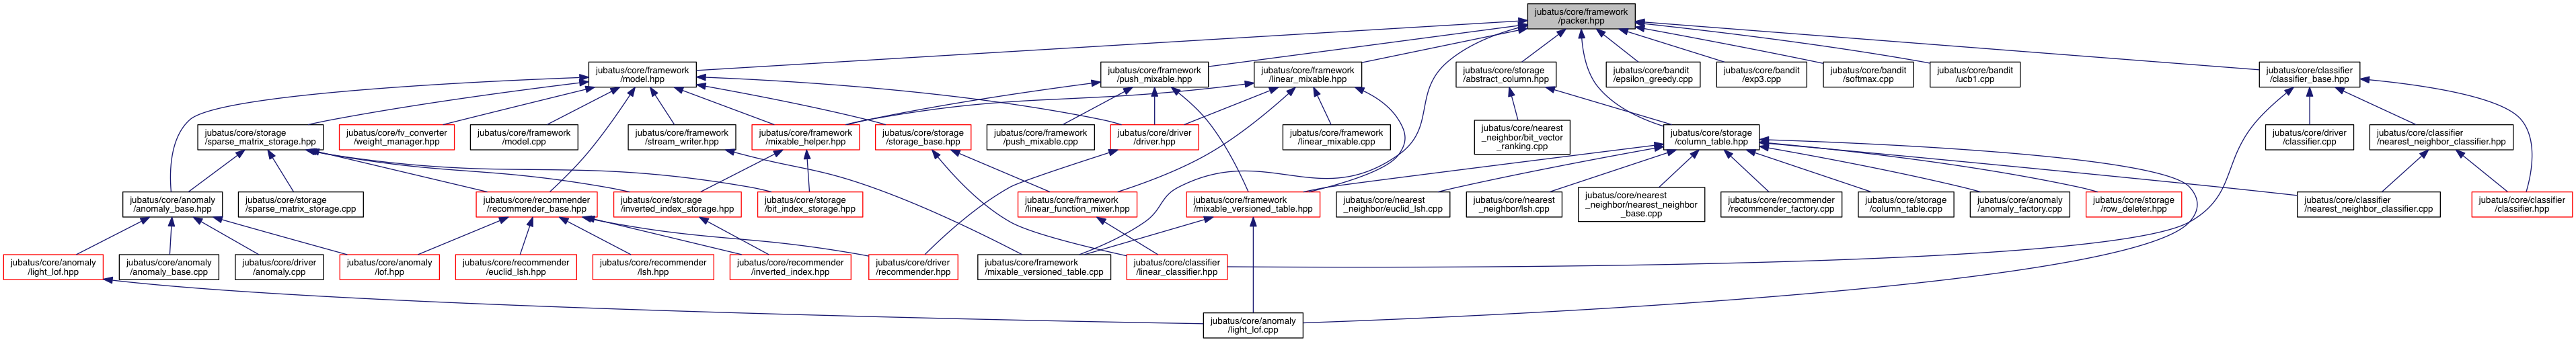 jubatus/core/framework
/packer.hpp
jubatus/core/framework
/model.hpp
jubatus/core/framework
/push_mixable.hpp
jubatus/core/framework
/linear_mixable.hpp
jubatus/core/storage
/abstract_column.hpp
jubatus/core/bandit
/epsilon_greedy.cpp
jubatus/core/bandit
/exp3.cpp
jubatus/core/bandit
/softmax.cpp
jubatus/core/bandit
/ucb1.cpp
jubatus/core/classifier
/classifier_base.hpp
jubatus/core/storage
/sparse_matrix_storage.hpp
jubatus/core/fv_converter
/weight_manager.hpp
jubatus/core/framework
/model.cpp
jubatus/core/framework
/stream_writer.hpp
jubatus/core/framework
/mixable_helper.hpp
jubatus/core/storage
/storage_base.hpp
jubatus/core/framework
/push_mixable.cpp
jubatus/core/driver
/driver.hpp
jubatus/core/framework
/linear_mixable.cpp
jubatus/core/nearest
_neighbor/bit_vector
_ranking.cpp
jubatus/core/storage
/column_table.hpp
jubatus/core/driver
/classifier.cpp
jubatus/core/classifier
/nearest_neighbor_classifier.hpp
jubatus/core/anomaly
/anomaly_base.hpp
jubatus/core/storage
/sparse_matrix_storage.cpp
jubatus/core/recommender
/recommender_base.hpp
jubatus/core/storage
/inverted_index_storage.hpp
jubatus/core/storage
/bit_index_storage.hpp
jubatus/core/framework
/linear_function_mixer.hpp
jubatus/core/framework
/mixable_versioned_table.hpp
jubatus/core/nearest
_neighbor/euclid_lsh.cpp
jubatus/core/nearest
_neighbor/lsh.cpp
jubatus/core/nearest
_neighbor/nearest_neighbor
_base.cpp
jubatus/core/recommender
/recommender_factory.cpp
jubatus/core/storage
/column_table.cpp
jubatus/core/anomaly
/anomaly_factory.cpp
jubatus/core/storage
/row_deleter.hpp
jubatus/core/classifier
/nearest_neighbor_classifier.cpp
jubatus/core/classifier
/classifier.hpp
jubatus/core/anomaly
/light_lof.hpp
jubatus/core/anomaly
/anomaly_base.cpp
jubatus/core/driver
/anomaly.cpp
jubatus/core/anomaly
/lof.hpp
jubatus/core/recommender
/euclid_lsh.hpp
jubatus/core/recommender
/lsh.hpp
jubatus/core/recommender
/inverted_index.hpp
jubatus/core/driver
/recommender.hpp
jubatus/core/framework
/mixable_versioned_table.cpp
jubatus/core/classifier
/linear_classifier.hpp
jubatus/core/anomaly
/light_lof.cpp